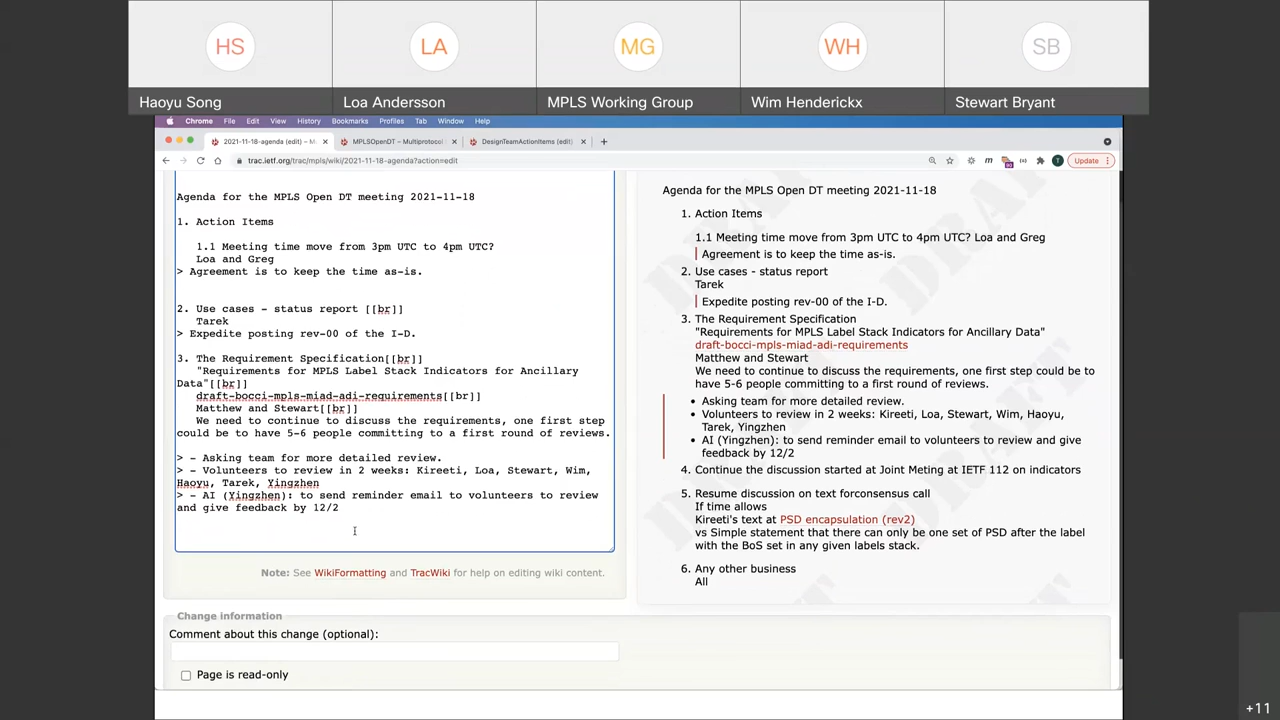 HS
LA
MG
WH
SB
Haoyu Song
Loa Andersson
MPLS Working Group
Wim Henderickx
Stewart Bryant
Chrome File Edit View History Bookmarks Profiles Tab Window Help
2021-11-18-agenda (edit) – M
MPLSOpenDT – Multiprotocol
DesignTeamActionItems (edit)
trac.ietf.org/trac/mpls/wiki/2021-11-18-agenda?action=edit
Update
Agenda for the MPLS Open DT meeting 2021-11-18
1. Action Items
1.1 Meeting time move from 3pm UTC to 4pm UTC?
Loa and Greg
> Agreement is to keep the time as-is.
2. Use cases - status report [[br]]
Tarek
> Expedite posting rev-00 of the I-D.
3. The Requirement Specification[[br]]
"Requirements for MPLS Label Stack Indicators for Ancillary
Data"[[br]]
draft-bocci-mpls-miad-adi-requirements[[br]]
Matthew and Stewart[[br]]
We need to continue to discuss the requirements, one first step
could be to have 5-6 people committing to a first round of reviews.
> - Asking team for more detailed review.
> - Volunteers to review in 2 weeks: Kireeti, Loa, Stewart, Wim,
Haoyu, Tarek, Yingzhen
> - AI (Yingzhen): to send reminder email to volunteers to review
and give feedback by 12/2
Note: See WikiFormatting and TracWiki for help on editing wiki content.
Agenda for the MPLS Open DT meeting 2021-11-18
1. Action Items
1.1 Meeting time move from 3pm UTC to 4pm UTC? Loa and Greg
Agreement is to keep the time as-is.
2. Use cases - status report
Tarek
Expedite posting rev-00 of the I-D.
3. The Requirement Specification
"Requirements for MPLS Label Stack Indicators for Ancillary Data"
draft-bocci-mpls-miad-adi-requirements
Matthew and Stewart
We need to continue to discuss the requirements, one first step could be to
have 5-6 people committing to a first round of reviews.
• Asking team for more detailed review.
• Volunteers to review in 2 weeks: Kireeti, Loa, Stewart, Wim, Haoyu,
Tarek, Yingzhen
• AI (Yingzhen): to send reminder email to volunteers to review and give
feedback by 12/2
4. Continue the discussion started at Joint Meting at IETF 112 on indicators
5. Resume discussion on text forconsensus call
If time allows
Kireeti's text at PSD encapsulation (rev2)
vs Simple statement that there can only be one set of PSD after the label
with the BoS set in any given labels stack.
6. Any other business
All
Change information
Comment about this change (optional):
Page is read-only
+11